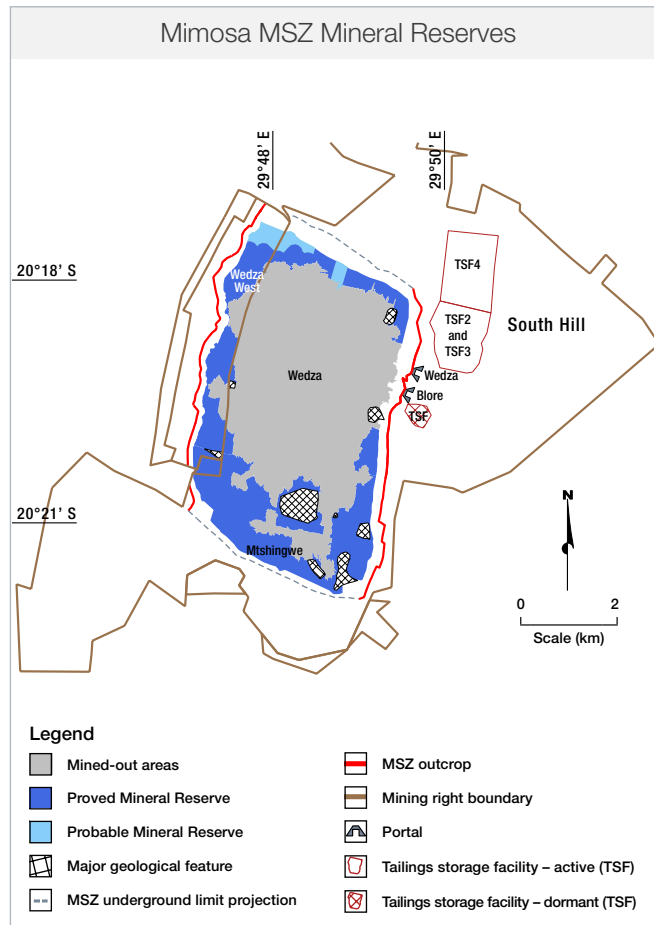 Mimosa MSZ Mineral Reserves
29°48' E
29°50' E
20°18' S
Wedza
West
TSF4
TSF2
and
TSF3
South Hill
Wedza
Wedza
Blore
TSF
20°21' S
Mtshingwe
N
0 2
Scale (km)
Legend
Mined-out areas
Proved Mineral Reserve
Probable Mineral Reserve
Major geological feature
MSZ underground limit projection
MSZ outcrop
Mining right boundary
Portal
Tailings storage facility – active (TSF)
Tailings storage facility – dormant (TSF)